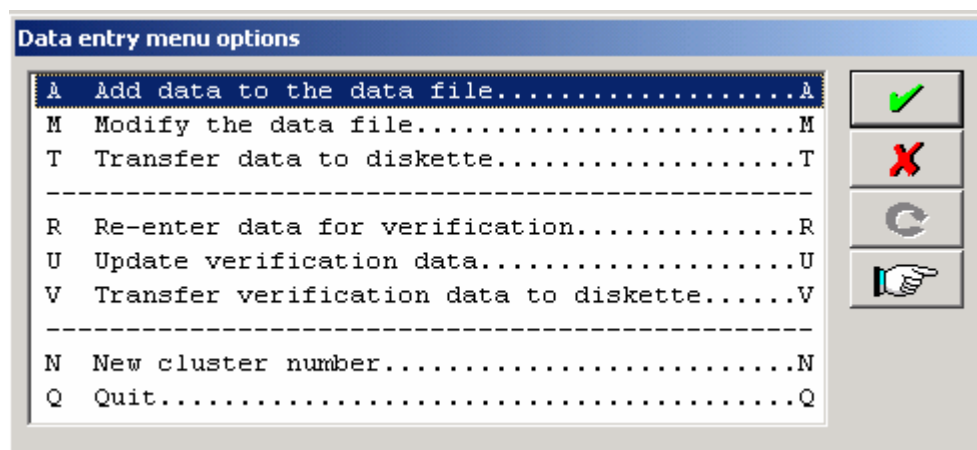 Data entry menu options
A Add data to the data file...................A
M Modify the data file........................M
T Transfer data to diskette...................T
------------------------------------------------
R Re-enter data for verification..............R
U Update verification data....................U
V Transfer verification data to diskette......V
------------------------------------------------
N New cluster number..........................N
Q Quit........................................Q